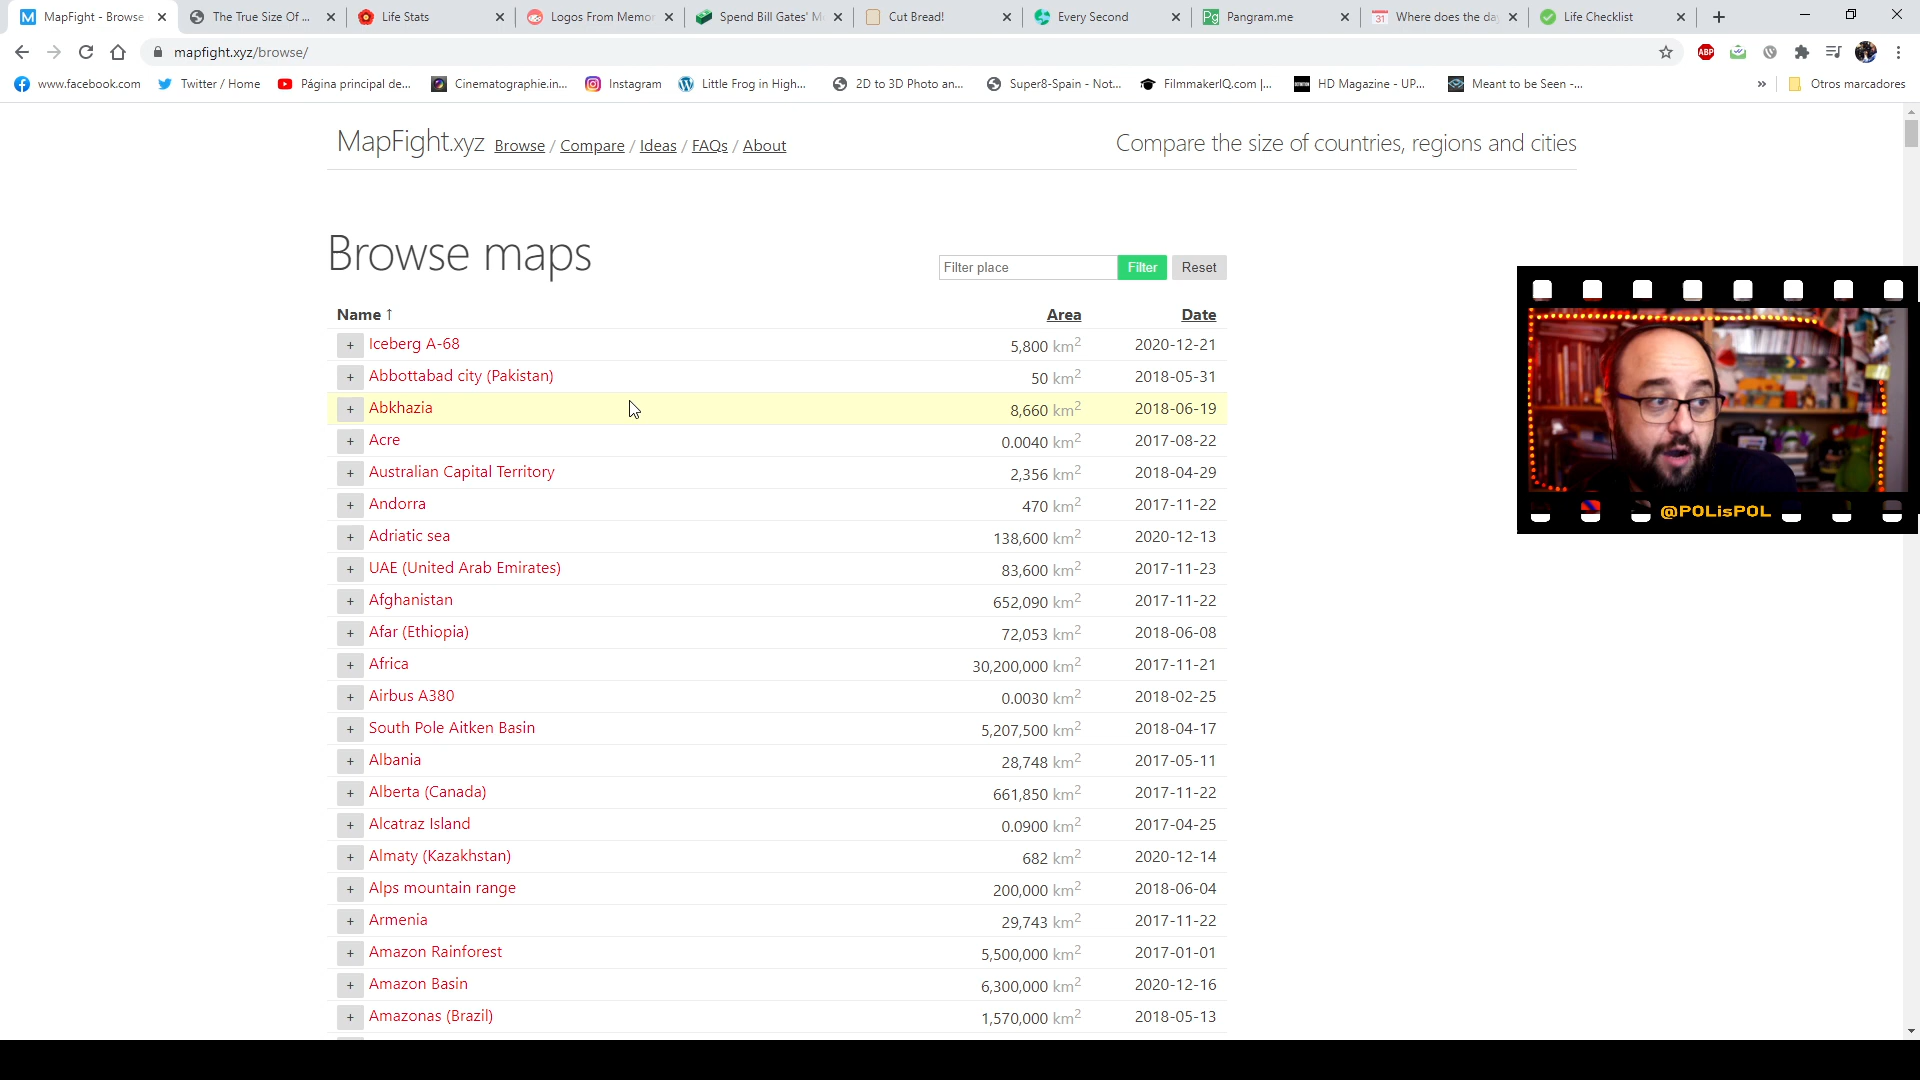 MapFight - Browse
The True Size Of ...
Life Stats
Logos From Memor
Spend Bill Gates' M
Cut Bread!
Every Second
Pangram.me
Where does the da
Life Checklist
mapfight.xyz/browse/
ABP
www.facebook.com
Twitter / Home
Página principal de...
Cinematographie.in...
Instagram
Little Frog in High...
2D to 3D Photo an...
Super8-Spain - Not...
FilmmakerIQ.com |...
HD Magazine - UP...
Meant to be Seen -...
»
Otros marcadores
MapFight.xyz Browse / Compare / Ideas / FAQs / About
Compare the size of countries, regions and cities
Browse maps
Filter place Filter Reset
Name ↑ Area Date
+ Iceberg A-68 5,800 km² 2020-12-21
+ Abbottabad city (Pakistan) 50 km² 2018-05-31
+ Abkhazia 8,660 km² 2018-06-19
+ Acre 0.0040 km² 2017-08-22
+ Australian Capital Territory 2,356 km² 2018-04-29
+ Andorra 470 km² 2017-11-22
+ Adriatic sea 138,600 km² 2020-12-13
+ UAE (United Arab Emirates) 83,600 km² 2017-11-23
+ Afghanistan 652,090 km² 2017-11-22
+ Afar (Ethiopia) 72,053 km² 2018-06-08
+ Africa 30,200,000 km² 2017-11-21
+ Airbus A380 0.0030 km² 2018-02-25
+ South Pole Aitken Basin 5,207,500 km² 2018-04-17
+ Albania 28,748 km² 2017-05-11
+ Alberta (Canada) 661,850 km² 2017-11-22
+ Alcatraz Island 0.0900 km² 2017-04-25
+ Almaty (Kazakhstan) 682 km² 2020-12-14
+ Alps mountain range 200,000 km² 2018-06-04
+ Armenia 29,743 km² 2017-11-22
+ Amazon Rainforest 5,500,000 km² 2017-01-01
+ Amazon Basin 6,300,000 km² 2020-12-16
+ Amazonas (Brazil) 1,570,000 km² 2018-05-13
@POLisPOL